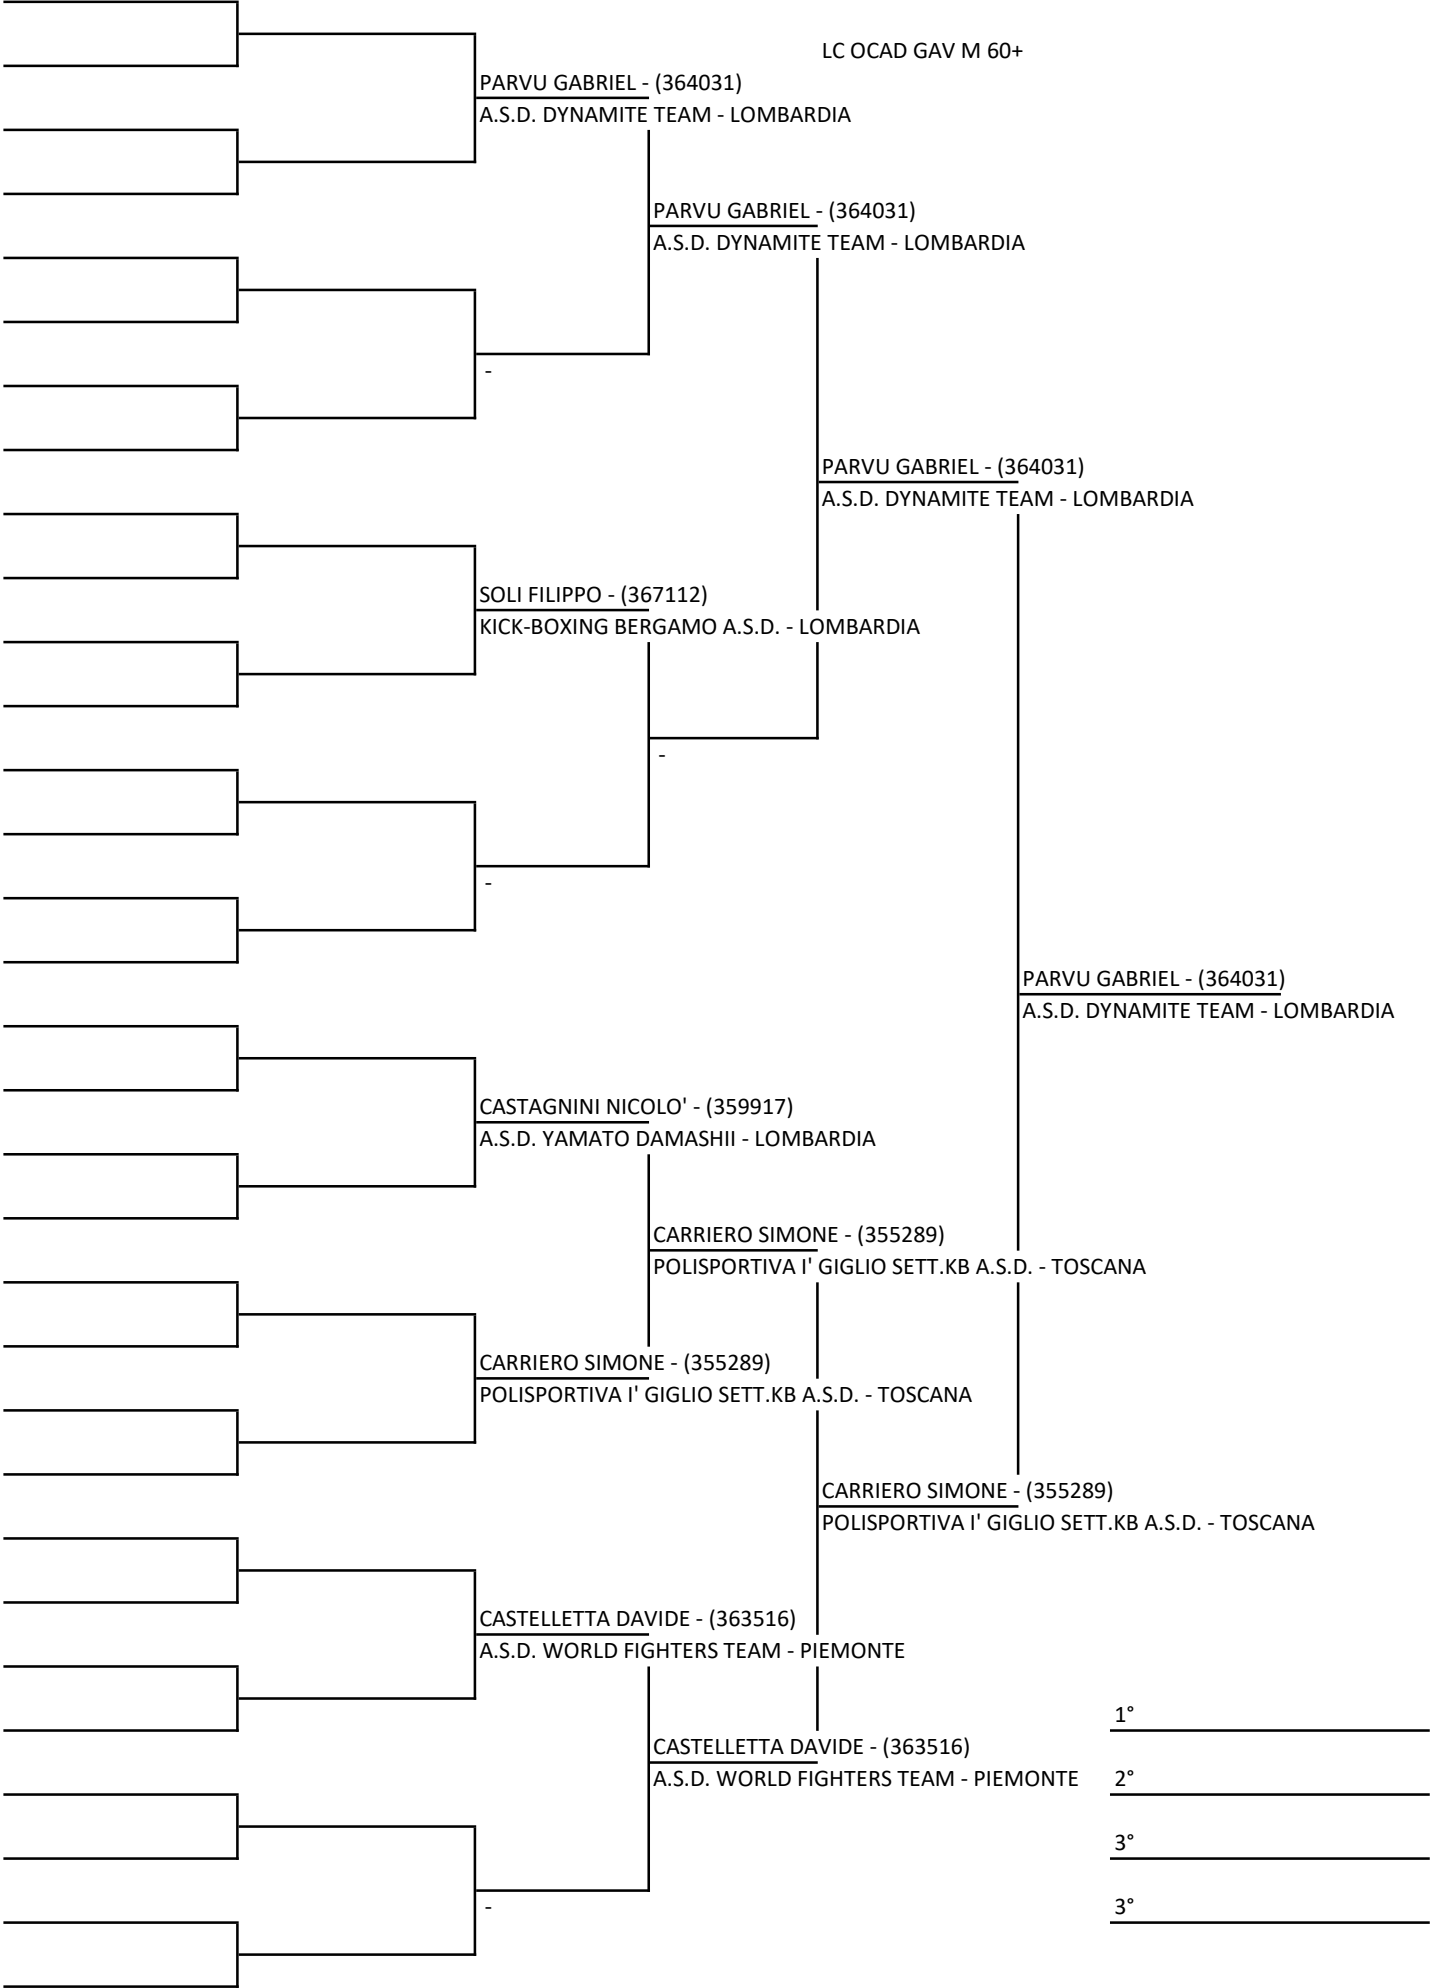 LC OCAD GAV M 60+
PARVU GABRIEL - (364031)
A.S.D. DYNAMITE TEAM - LOMBARDIA
PARVU GABRIEL - (364031)
A.S.D. DYNAMITE TEAM - LOMBARDIA
-
PARVU GABRIEL - (364031)
A.S.D. DYNAMITE TEAM - LOMBARDIA
SOLI FILIPPO - (367112)
KICK-BOXING BERGAMO A.S.D. - LOMBARDIA
-
-
PARVU GABRIEL - (364031)
A.S.D. DYNAMITE TEAM - LOMBARDIA
CASTAGNINI NICOLO' - (359917)
A.S.D. YAMATO DAMASHII - LOMBARDIA
CARRIERO SIMONE - (355289)
POLISPORTIVA I' GIGLIO SETT.KB A.S.D. - TOSCANA
CARRIERO SIMONE - (355289)
POLISPORTIVA I' GIGLIO SETT.KB A.S.D. - TOSCANA
CARRIERO SIMONE - (355289)
POLISPORTIVA I' GIGLIO SETT.KB A.S.D. - TOSCANA
CASTELLETTA DAVIDE - (363516)
A.S.D. WORLD FIGHTERS TEAM - PIEMONTE
1°
CASTELLETTA DAVIDE - (363516)
A.S.D. WORLD FIGHTERS TEAM - PIEMONTE
2°
3°
-
3°